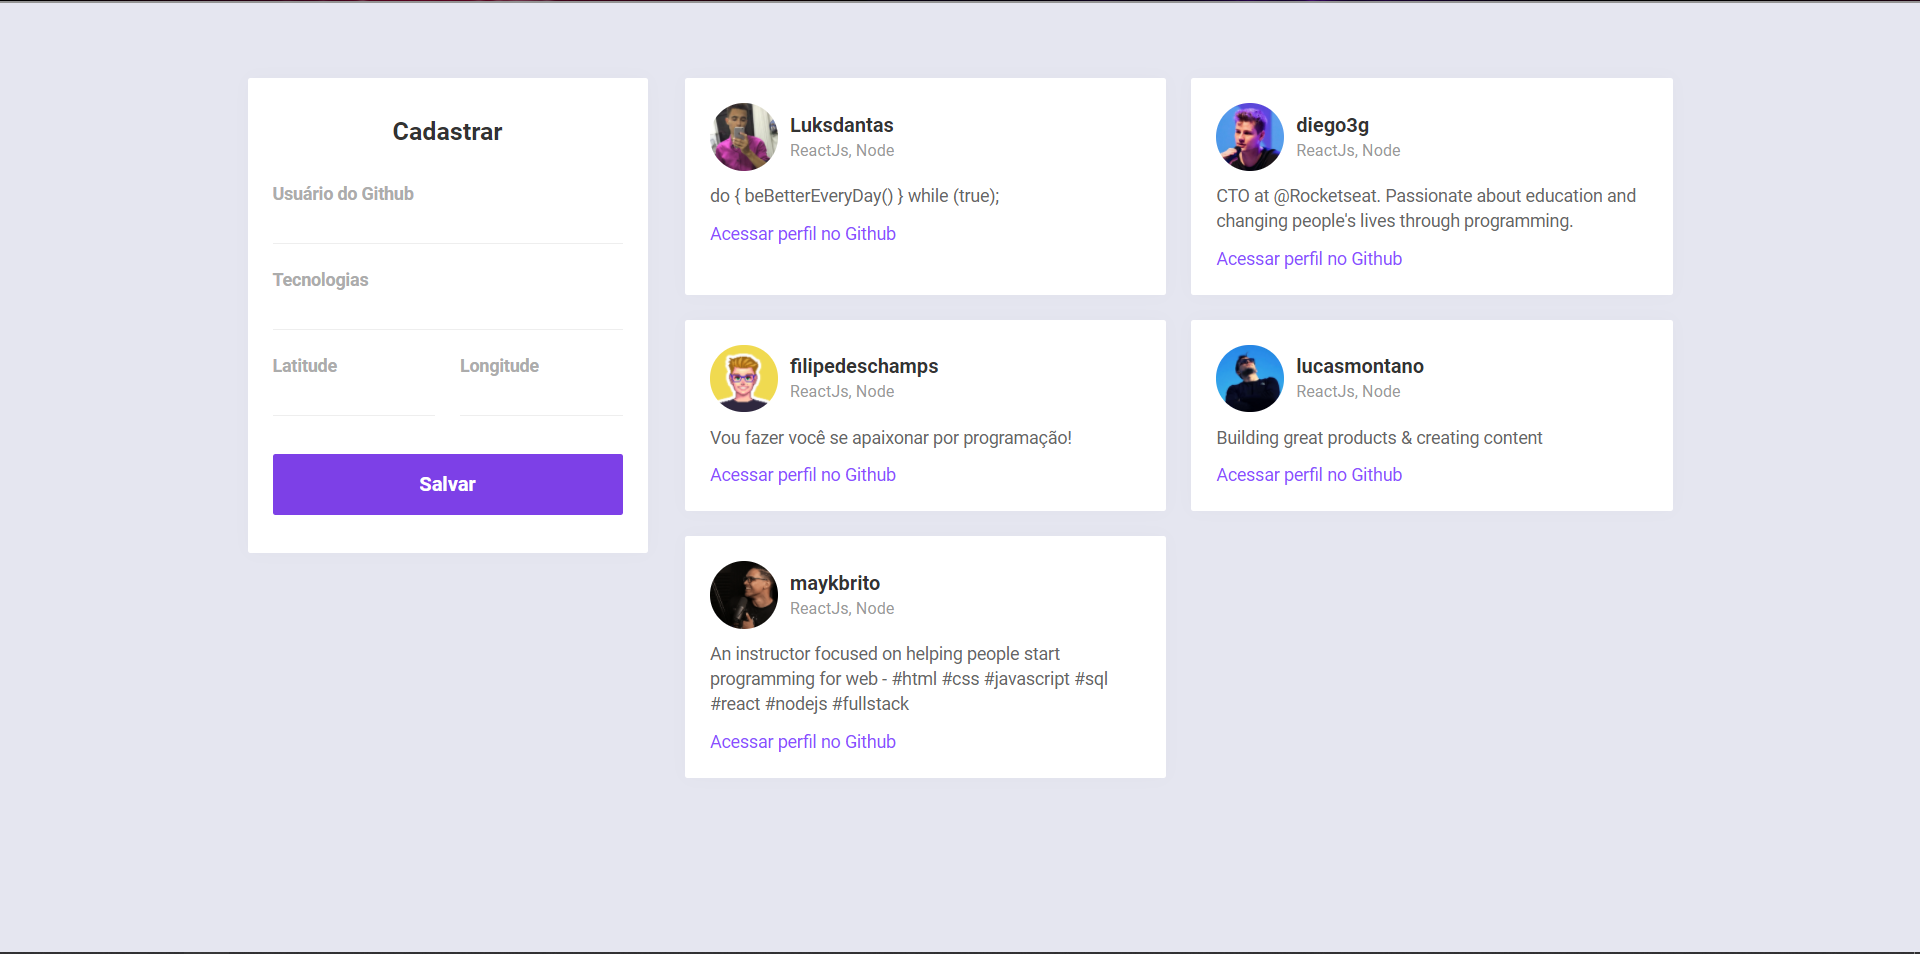 Cadastrar
Usuário do Github
Tecnologias
Latitude
Longitude
Salvar
Luksdantas
ReactJs, Node
do { beBetterEveryDay() } while (true);
Acessar perfil no Github
diego3g
ReactJs, Node
CTO at @Rocketseat. Passionate about education and
changing people's lives through programming.
Acessar perfil no Github
filipedeschamps
ReactJs, Node
Vou fazer você se apaixonar por programação!
Acessar perfil no Github
lucasmontano
ReactJs, Node
Building great products & creating content
Acessar perfil no Github
maykbrito
ReactJs, Node
An instructor focused on helping people start
programming for web - #html #css #javascript #sql
#react #nodejs #fullstack
Acessar perfil no Github